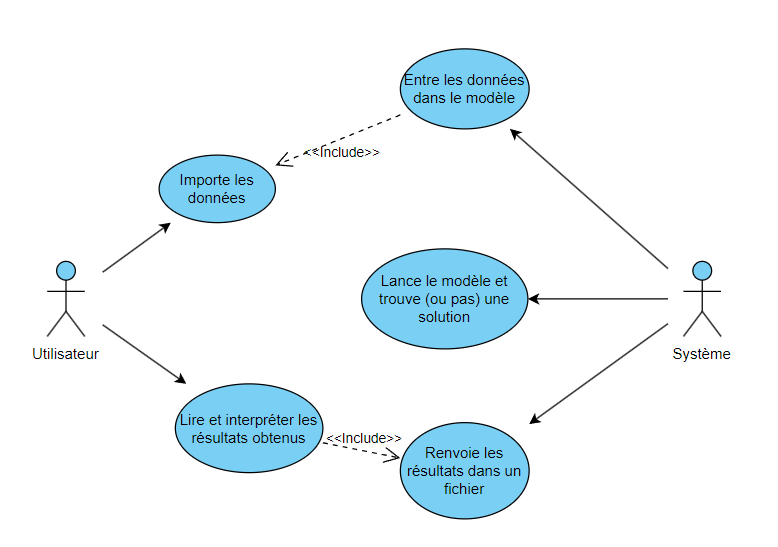 Entre les données
dans le modèle
<<Include>>
Importe les
données
Lance le modèle et
trouve (ou pas) une
solution
Utilisateur
Système
Lire et interpréter les
résultats obtenus
<<Include>>
Renvoie les
résultats dans un
fichier